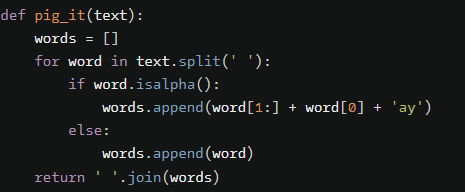 def pig_it(text):
    words = []
    for word in text.split(' '):
        if word.isalpha():
            words.append(word[1:] + word[0] + 'ay')
        else:
            words.append(word)
    return ' '.join(words)